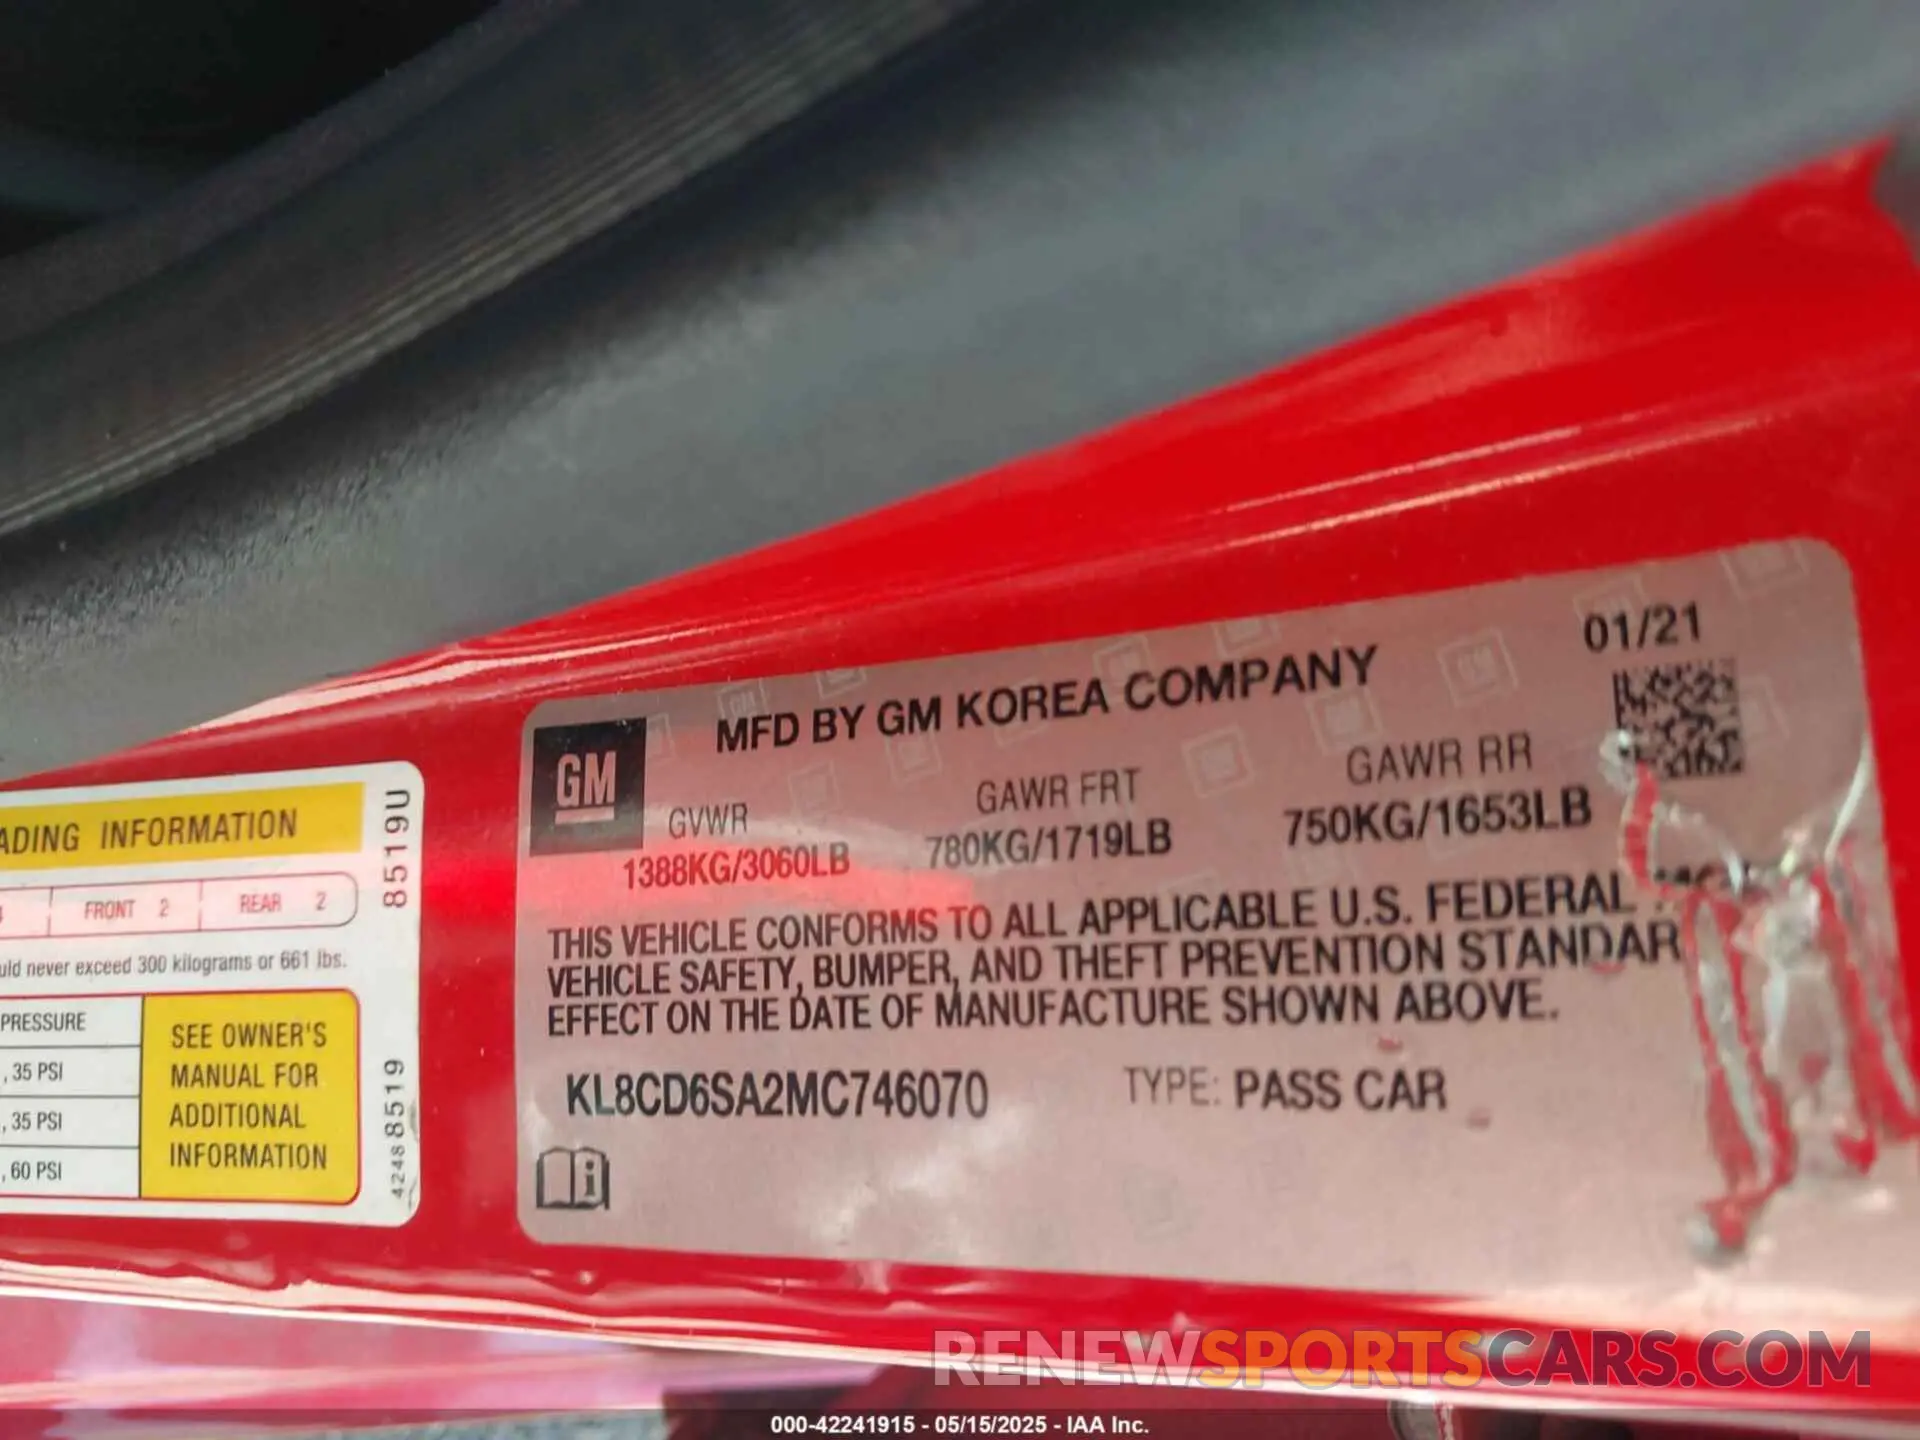 ADING INFORMATION
FRONT 2 REAR 2
uld never exceed 300 kilograms or 661 lbs.
PRESSURE
, 35 PSI
, 35 PSI
, 60 PSI
SEE OWNER'S
MANUAL FOR
ADDITIONAL
INFORMATION
8519U
42488519
GM
MFD BY GM KOREA COMPANY
01/21
GVWR GAWR FRT GAWR RR
1388KG/3060LB 780KG/1719LB 750KG/1653LB
THIS VEHICLE CONFORMS TO ALL APPLICABLE U.S. FEDERAL
VEHICLE SAFETY, BUMPER, AND THEFT PREVENTION STANDAR
EFFECT ON THE DATE OF MANUFACTURE SHOWN ABOVE.
KL8CD6SA2MC746070 TYPE: PASS CAR
RENEWSPORTSCARS.COM
000-42241915 - 05/15/2025 - IAA Inc.